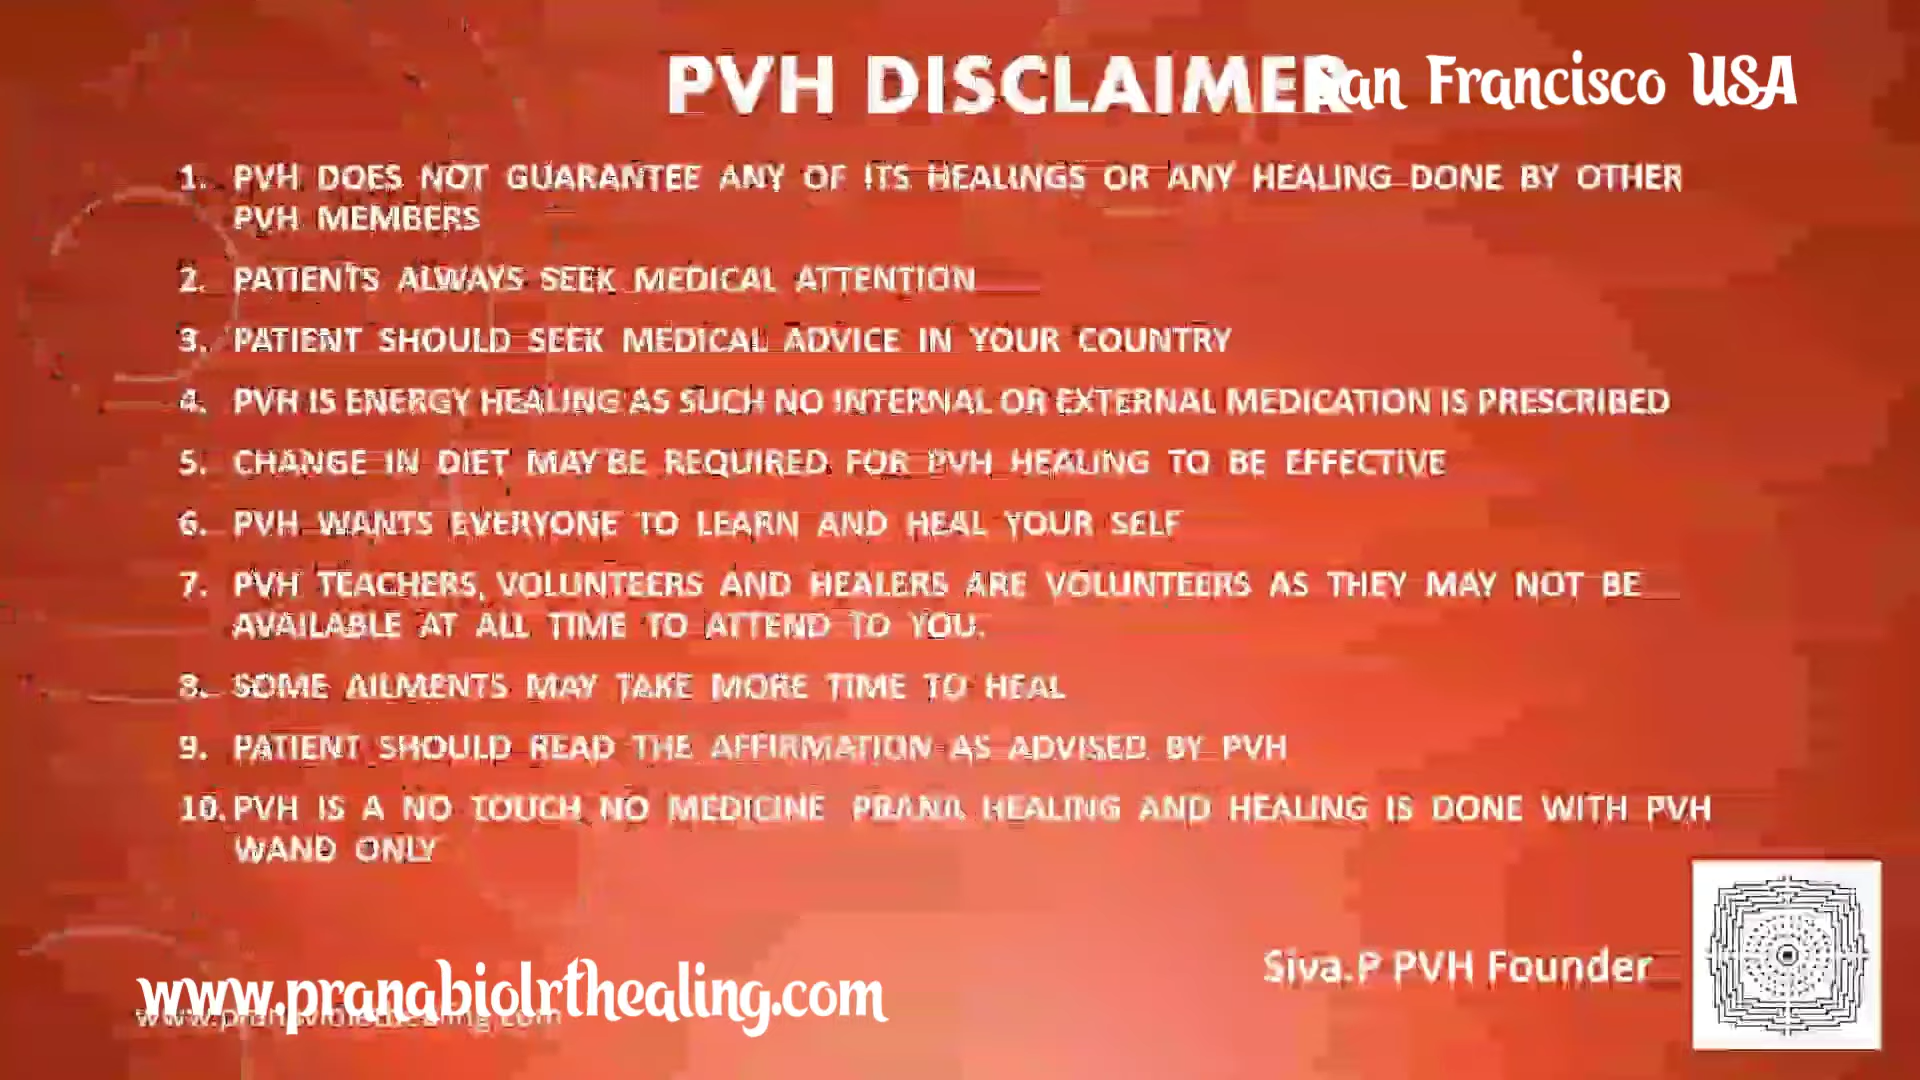 PVH DISCLAIMER
San Francisco USA
1. PVH DOES NOT GUARANTEE ANY OF ITS HEALINGS OR ANY HEALING DONE BY OTHER
PVH MEMBERS
2. PATIENTS ALWAYS SEEK MEDICAL ATTENTION
3. PATIENT SHOULD SEEK MEDICAL ADVICE IN YOUR COUNTRY
4. PVH IS ENERGY HEALING AS SUCH NO INTERNAL OR EXTERNAL MEDICATION IS PRESCRIBED
5. CHANGE IN DIET MAY BE REQUIRED FOR PVH HEALING TO BE EFFECTIVE
6. PVH WANTS EVERYONE TO LEARN AND HEAL YOUR SELF
7. PVH TEACHERS, VOLUNTEERS AND HEALERS ARE VOLUNTEERS AS THEY MAY NOT BE
AVAILABLE AT ALL TIME TO ATTEND TO YOU.
8. SOME AILMENTS MAY TAKE MORE TIME TO HEAL
9. PATIENT SHOULD READ THE AFFIRMATION AS ADVISED BY PVH
10. PVH IS A NO TOUCH NO MEDICINE PRANA HEALING AND HEALING IS DONE WITH PVH
WAND ONLY
Siva.P PVH Founder
www.pranabiolrthealing.com